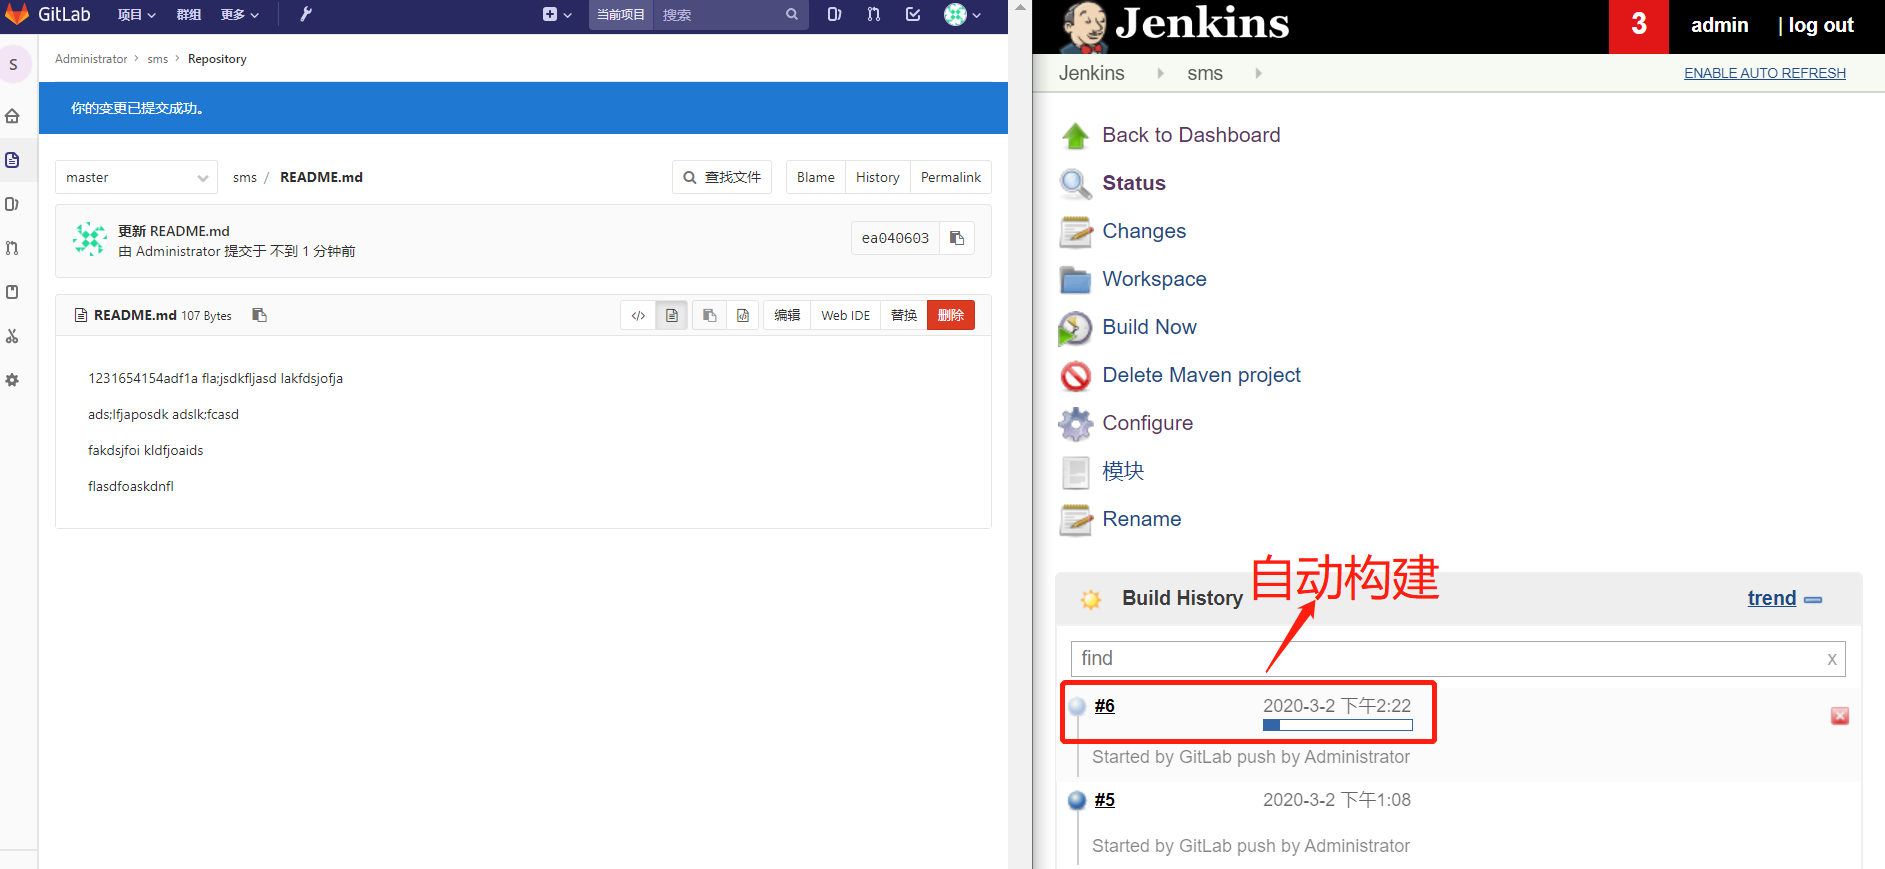 GitLab 项目 群组 更多 当前项目 搜索
Administrator sms Repository
S
你的变更已提交成功。
master sms / README.md 查找文件 Blame History Permalink
更新 README.md
由 Administrator 提交于 不到 1 分钟前
ea040603
README.md 107 Bytes </> 编辑 Web IDE 替换 删除
1231654154adf1a fla;jsdkfljasd lakfdsjofja
ads;lfjaposdk adslk;fcasd
fakdsjfoi kldfjoaids
flasdfoaskdnfl
Jenkins 3 admin | log out
Jenkins sms ENABLE AUTO REFRESH
Back to Dashboard
Status
Changes
Workspace
Build Now
Delete Maven project
Configure
模块
Rename
自动构建
Build History trend
find x
#6 2020-3-2 下午2:22
Started by GitLab push by Administrator
#5 2020-3-2 下午1:08
Started by GitLab push by Administrator